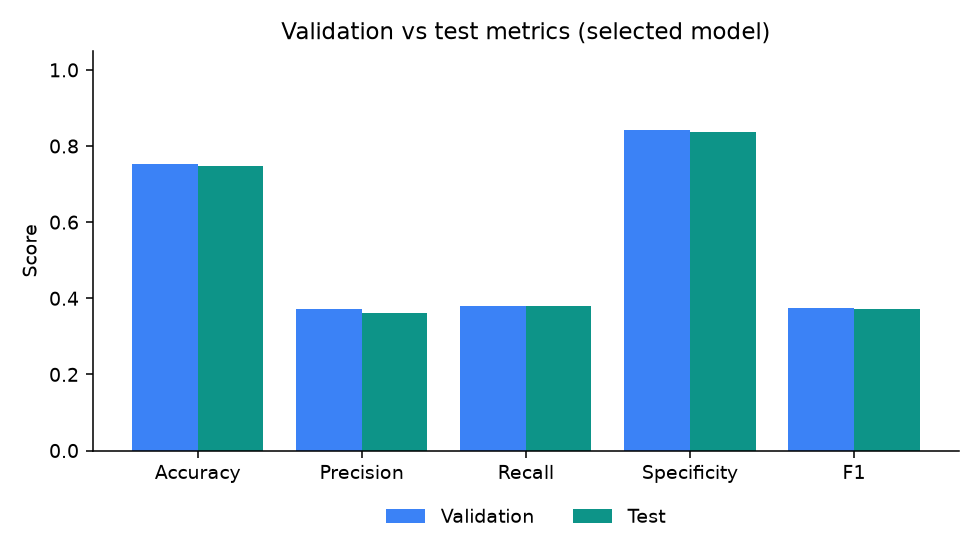 Validation vs test metrics (selected model)
Score
1.0
0.8
0.6
0.4
0.2
0.0
Accuracy Precision Recall Specificity F1
Validation Test